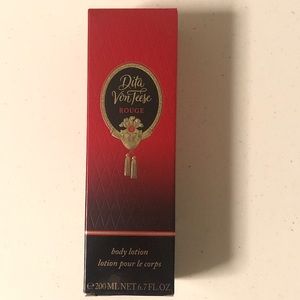 Dita
Von Teese
ROUGE
body lotion
lotion pour le corps
℮ 200 ML NET 6.7 FL.OZ